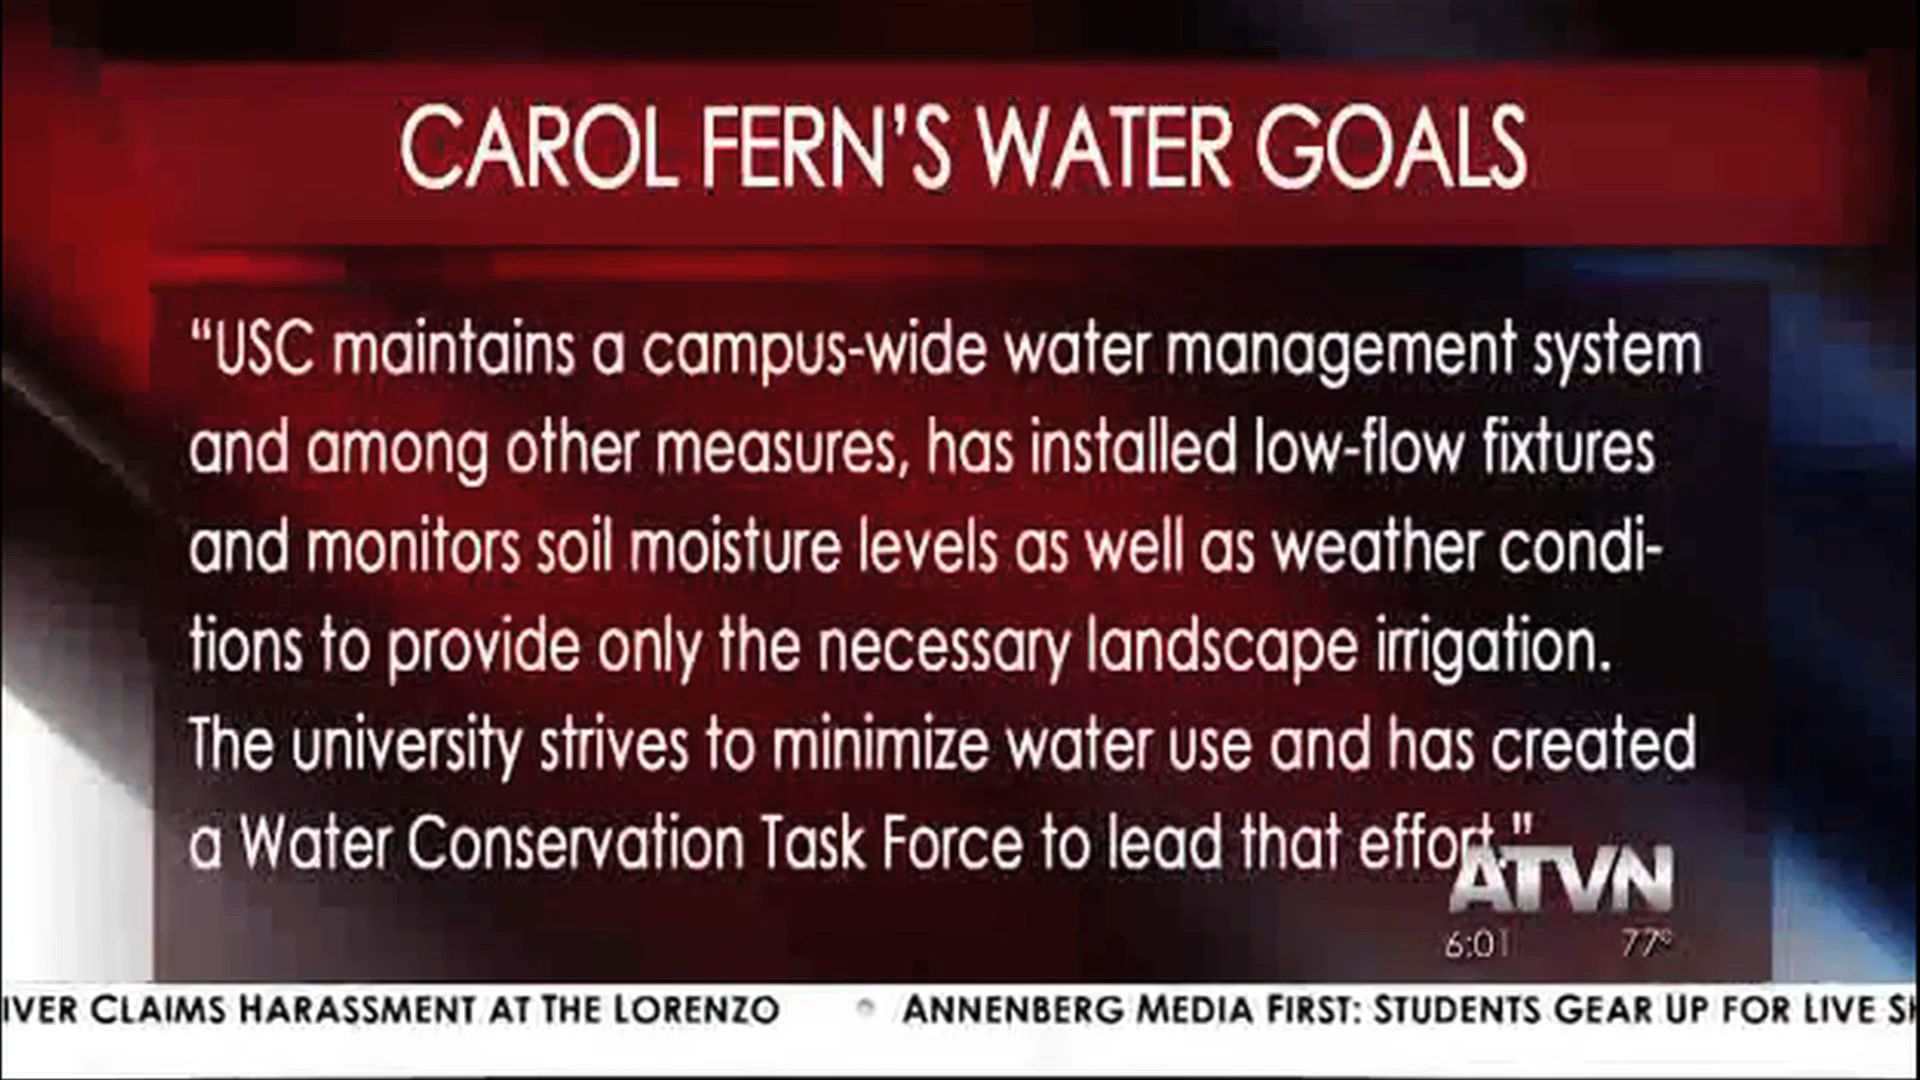 CAROL FERN'S WATER GOALS
“USC maintains a campus-wide water management system
and among other measures, has installed low-flow fixtures
and monitors soil moisture levels as well as weather condi-
tions to provide only the necessary landscape irrigation.
The university strives to minimize water use and has created
a Water Conservation Task Force to lead that effort."
ATVN
6:01 77°
CLAIMS HARASSMENT AT THE LORENZO • ANNENBERG MEDIA FIRST: STUDENTS GEAR UP FOR LIVE